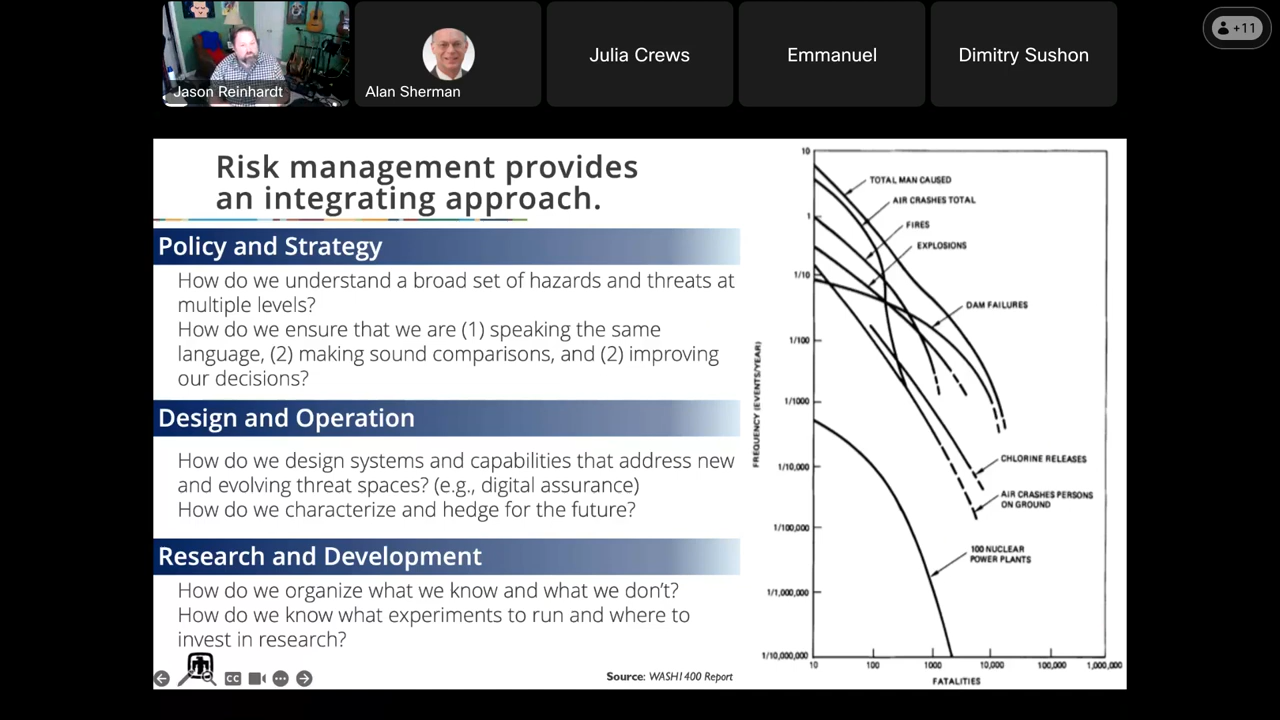 +11
Jason Reinhardt
Alan Sherman
Julia Crews
Emmanuel
Dimitry Sushon
Risk management provides
an integrating approach.
Policy and Strategy
How do we understand a broad set of hazards and threats at
multiple levels?
How do we ensure that we are (1) speaking the same
language, (2) making sound comparisons, and (2) improving
our decisions?
Design and Operation
How do we design systems and capabilities that address new
and evolving threat spaces? (e.g., digital assurance)
How do we characterize and hedge for the future?
Research and Development
How do we organize what we know and what we don't?
How do we know what experiments to run and where to
invest in research?
CC
Source: WASH1400 Report
10
1
1/10
1/100
1/1000
1/10,000
1/100,000
1/1,000,000
1/10,000,000
FREQUENCY (EVENTS/YEAR)
TOTAL MAN CAUSED
AIR CRASHES TOTAL
FIRES
EXPLOSIONS
DAM FAILURES
CHLORINE RELEASES
AIR CRASHES PERSONS
ON GROUND
100 NUCLEAR
POWER PLANTS
10
100
1000
10,000
100,000
1,000,000
FATALITIES